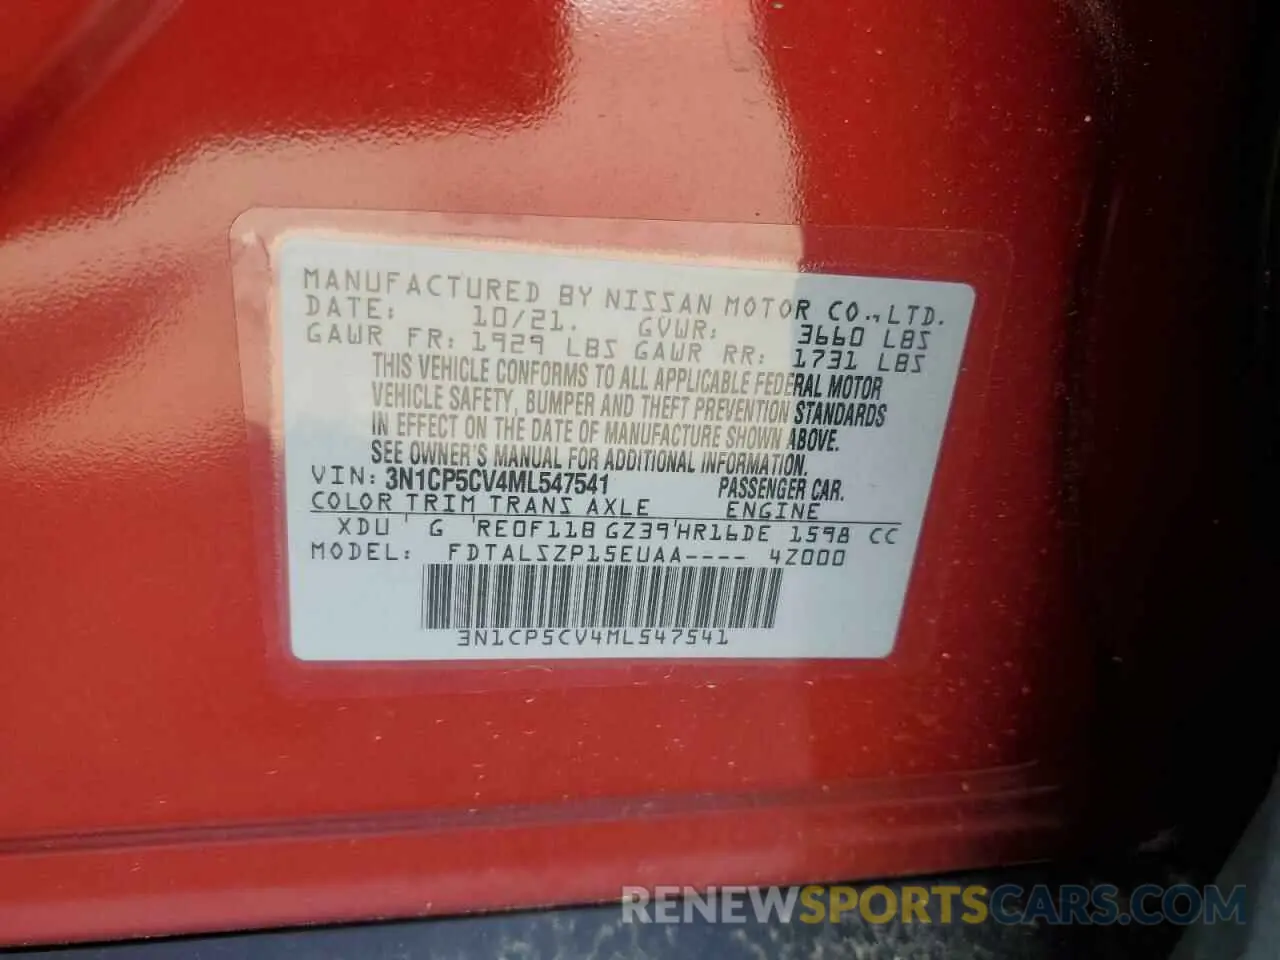 MANUFACTURED BY NISSAN MOTOR CO.,LTD.
DATE: 10/21. GVWR: 3660 LBS
GAWR FR: 1929 LBS GAWR RR: 1731 LBS
THIS VEHICLE CONFORMS TO ALL APPLICABLE FEDERAL MOTOR
VEHICLE SAFETY, BUMPER AND THEFT PREVENTION STANDARDS
IN EFFECT ON THE DATE OF MANUFACTURE SHOWN ABOVE.
SEE OWNER'S MANUAL FOR ADDITIONAL INFORMATION.
VIN: 3N1CP5CV4ML547541 PASSENGER CAR.
COLOR TRIM TRANS AXLE ENGINE
XDU G RE0F11B GZ39 HR16DE 1598 CC
MODEL: FDTALSZP15EUAA---- 4Z000
3N1CP5CV4ML547541
RENEWSPORTSCARS.COM